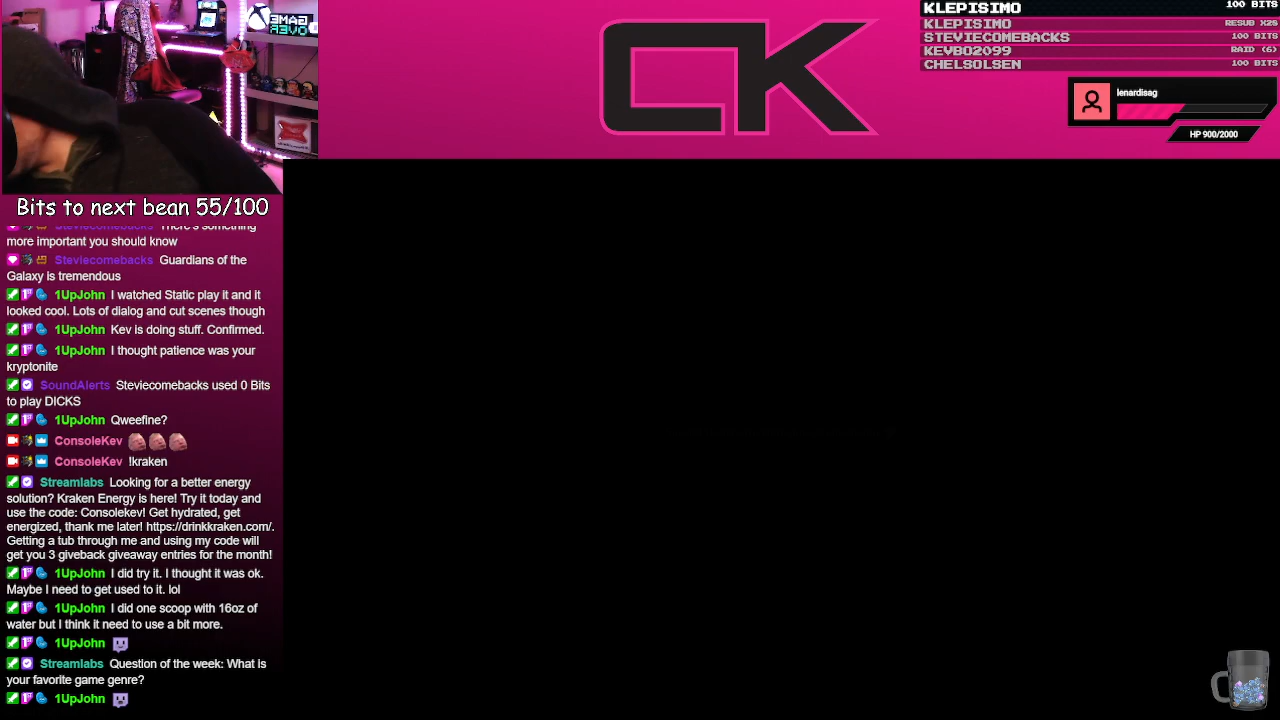 GAME
OVER
CK
KLEPISIMO 100 BITS
KLEPISIMO RESUB X26
STEVIECOMEBACKS 100 BITS
KEVBO2099 RAID (6)
CHELSOLSEN 100 BITS
lenardisag
HP 900/2000
Bits to next bean 55/100
Steviecomebacks There's something
more important you should know
Steviecomebacks Guardians of the
Galaxy is tremendous
1UpJohn I watched Static play it and it
looked cool. Lots of dialog and cut scenes though
1UpJohn Kev is doing stuff. Confirmed.
1UpJohn I thought patience was your
kryptonite
SoundAlerts Steviecomebacks used 0 Bits
to play DICKS
1UpJohn Qweefine?
ConsoleKev
ConsoleKev !kraken
Streamlabs Looking for a better energy
solution? Kraken Energy is here! Try it today and
use the code: Consolekev! Get hydrated, get
energized, thank me later! https://drinkkraken.com/.
Getting a tub through me and using my code will
get you 3 giveback giveaway entries for the month!
1UpJohn I did try it. I thought it was ok.
Maybe I need to get used to it. lol
1UpJohn I did one scoop with 16oz of
water but I think it need to use a bit more.
1UpJohn
Streamlabs Question of the week: What is
your favorite game genre?
1UpJohn